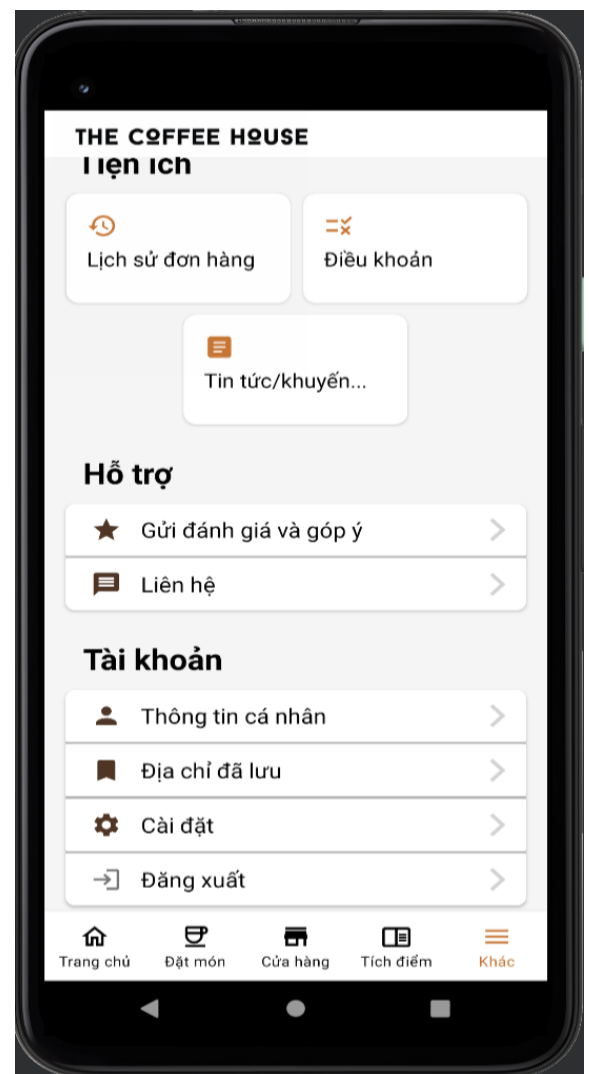 THE COFFEE HOUSE
Tiện ích
Lịch sử đơn hàng
Điều khoản
Tin tức/khuyến...
Hỗ trợ
Gửi đánh giá và góp ý
Liên hệ
Tài khoản
Thông tin cá nhân
Địa chỉ đã lưu
Cài đặt
Đăng xuất
Trang chủ Đặt món Cửa hàng Tích điểm Khác